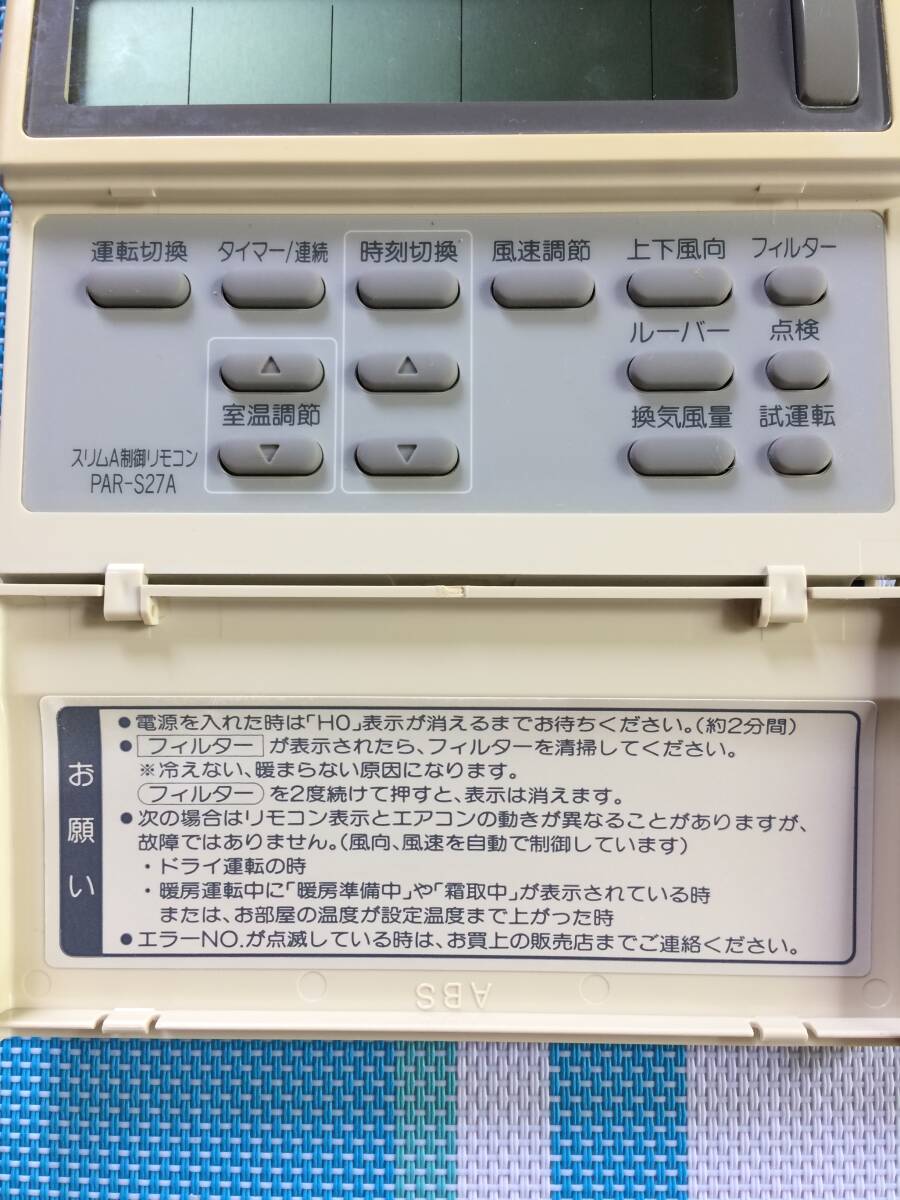 運転切換
タイマー/連続
時刻切換
風速調節
上下風向
フィルター
ルーバー
点検
△
△
室温調節
換気風量
試運転
▽
▽
スリムA制御リモコン
PAR-S27A
お願い
●電源を入れた時は「H0」表示が消えるまでお待ちください。(約2分間)
●フィルター が表示されたら、フィルターを清掃してください。
※冷えない、暖まらない原因になります。
フィルター を2度続けて押すと、表示は消えます。
●次の場合はリモコン表示とエアコンの動きが異なることがありますが、
故障ではありません。(風向、風速を自動で制御しています)
・ドライ運転の時
・暖房運転中に「暖房準備中」や「霜取中」が表示されている時
または、お部屋の温度が設定温度まで上がった時
●エラーNO.が点滅している時は、お買上の販売店までご連絡ください。
ABS